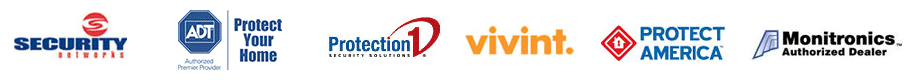 SECURITY
networks
ADT
Authorized
Premier Provider
Protect
Your
Home
Protection 1
SECURITY SOLUTIONS
vivint.
PROTECT
AMERICA
Monitronics
Authorized Dealer